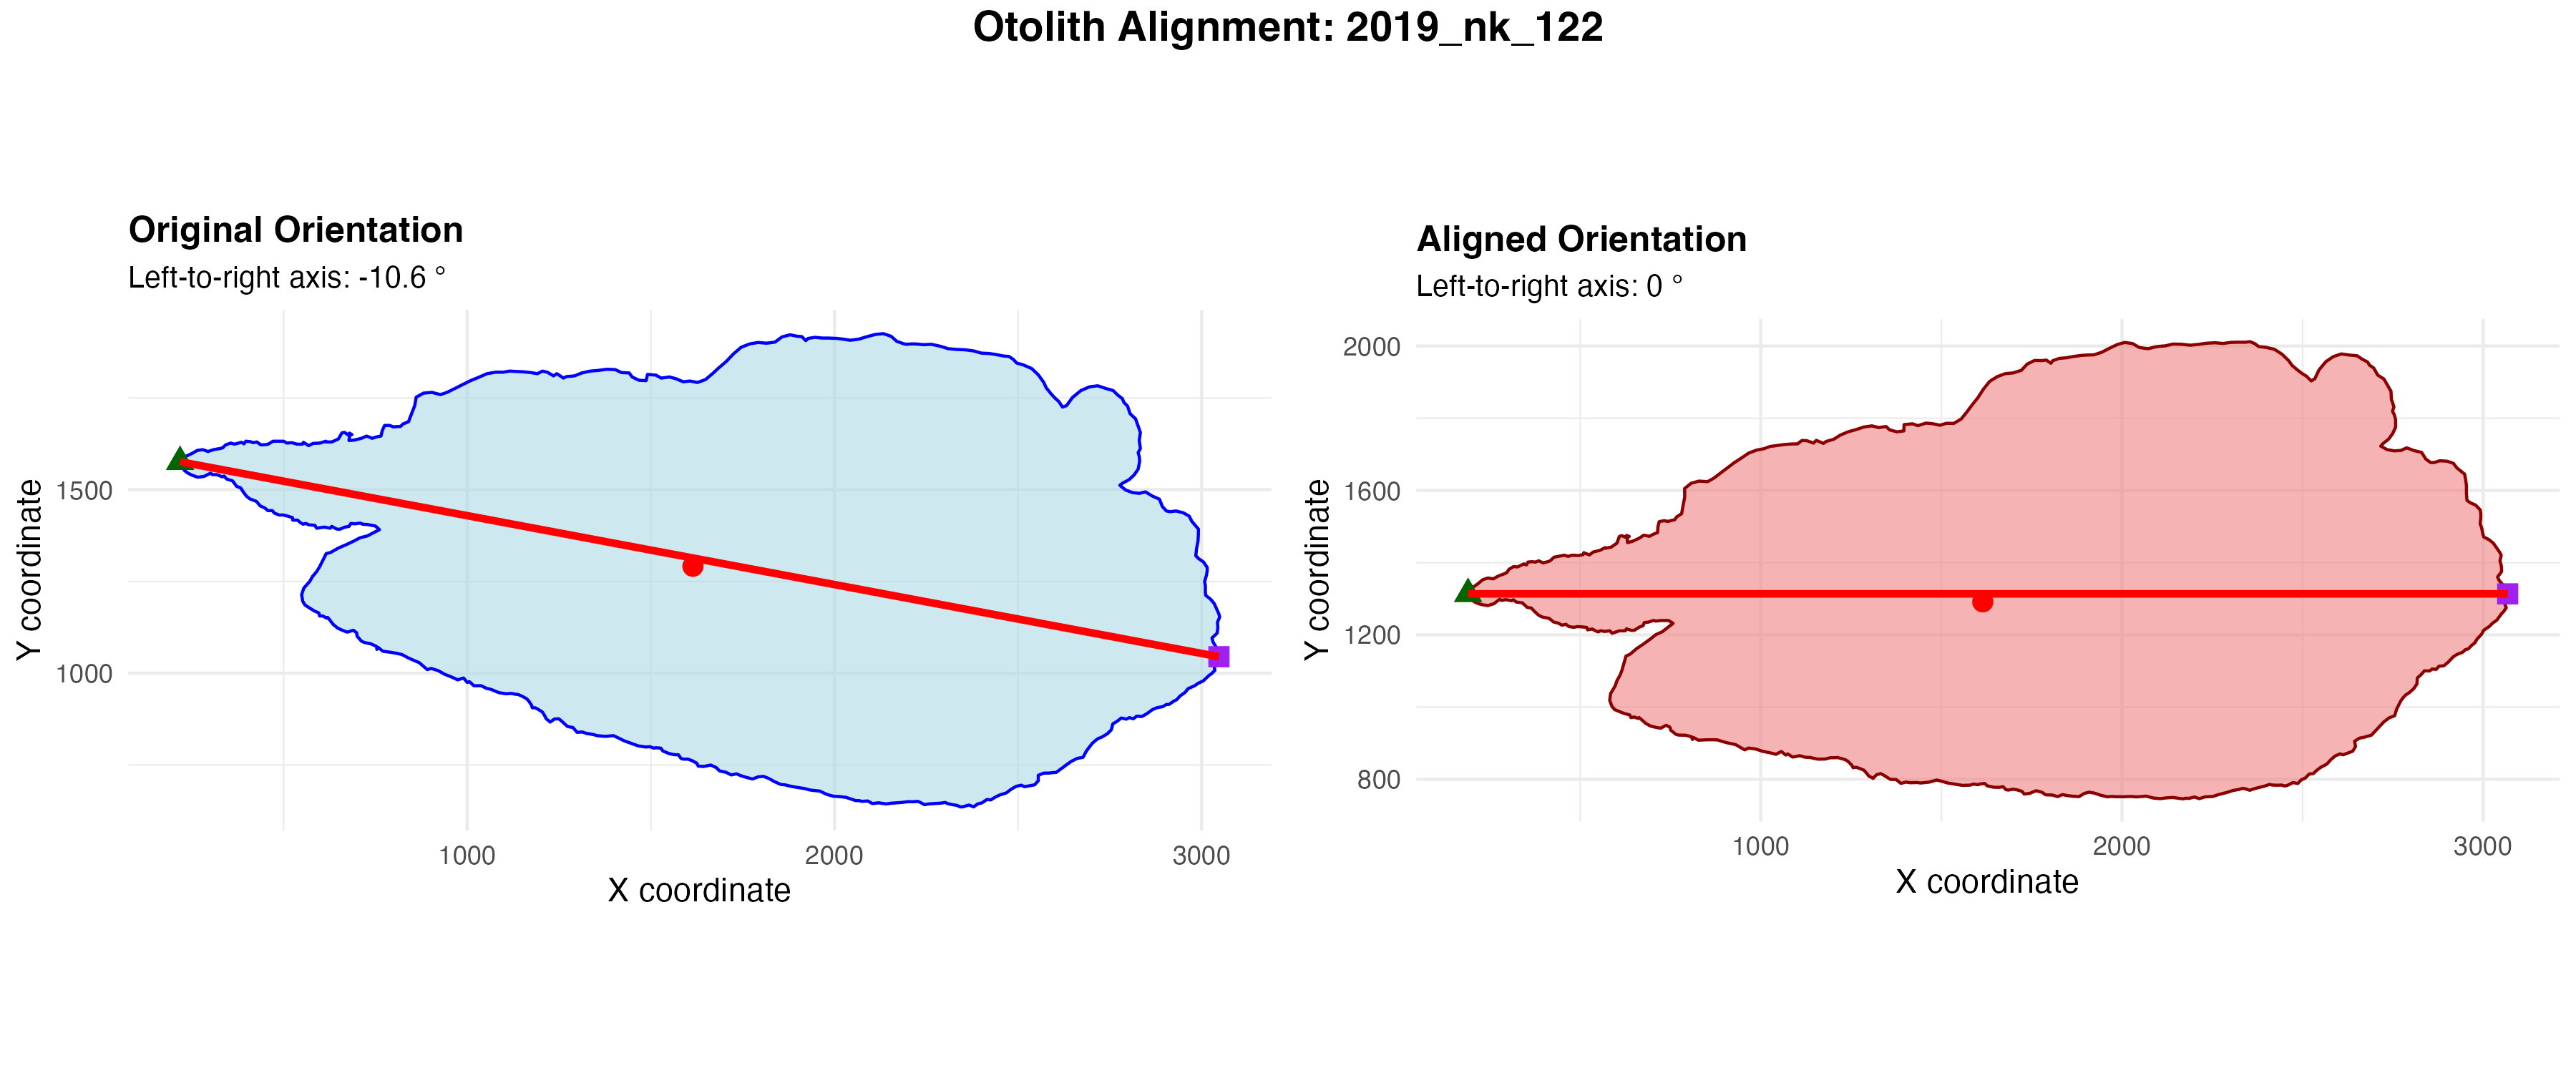 Otolith Alignment: 2019_nk_122
Original Orientation
Left-to-right axis: -10.6 °
Y coordinate
1500
1000
1000
2000
3000
X coordinate
Aligned Orientation
Left-to-right axis: 0 °
Y coordinate
2000
1600
1200
800
1000
2000
3000
X coordinate